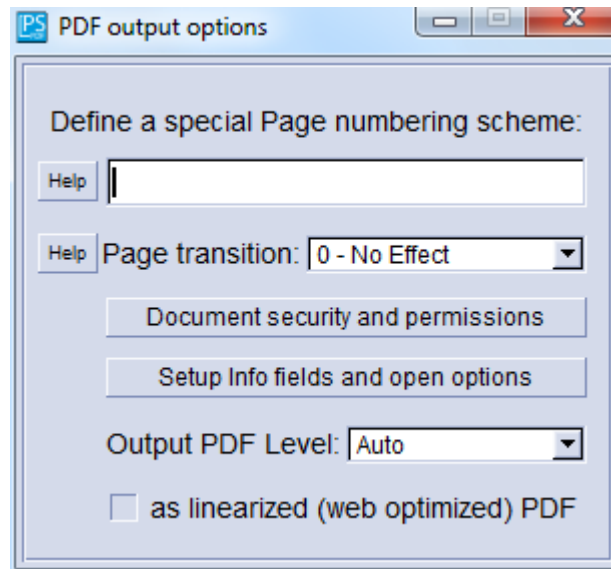 PS PDF output options
Define a special Page numbering scheme:
Help
Help Page transition: 0 - No Effect
Document security and permissions
Setup Info fields and open options
Output PDF Level: Auto
as linearized (web optimized) PDF